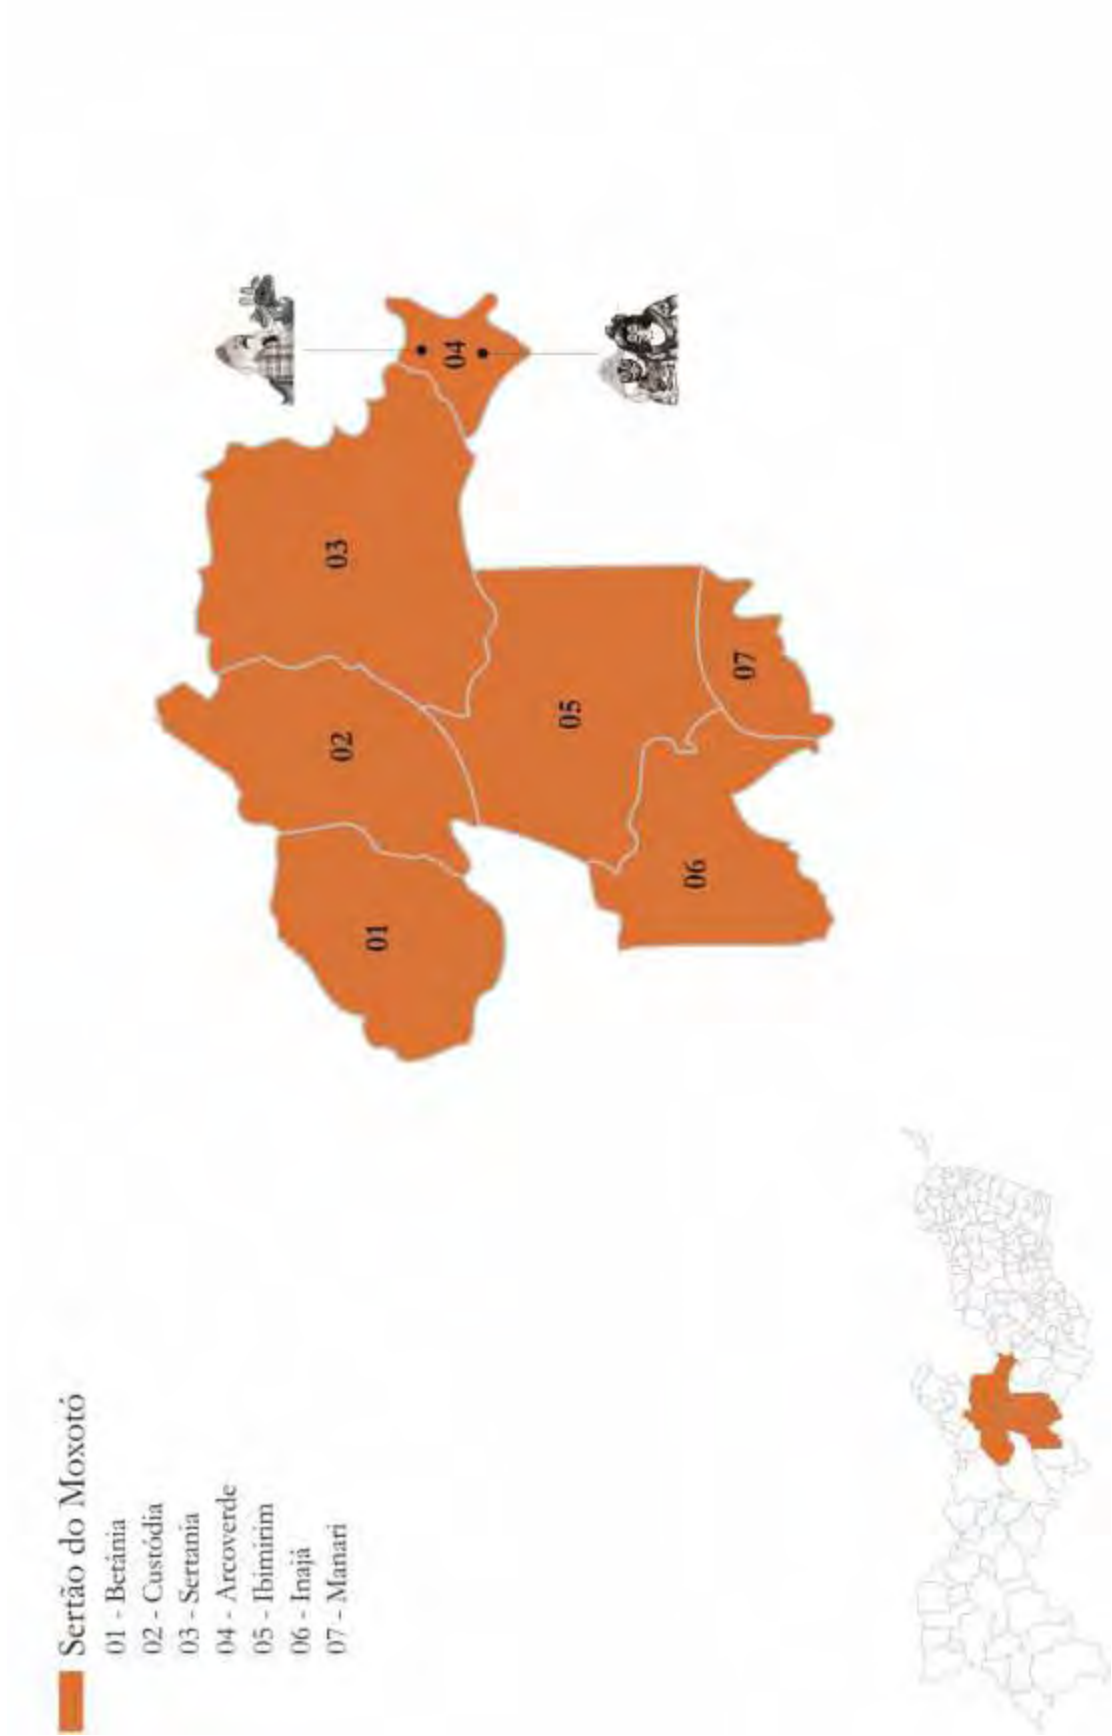 Sertão do Moxotó
01 - Betânia
02 - Custódia
03 - Sertania
04 - Arcoverde
05 - Ibimirim
06 - Inajá
07 - Manari
01
02
03
04
05
06
07